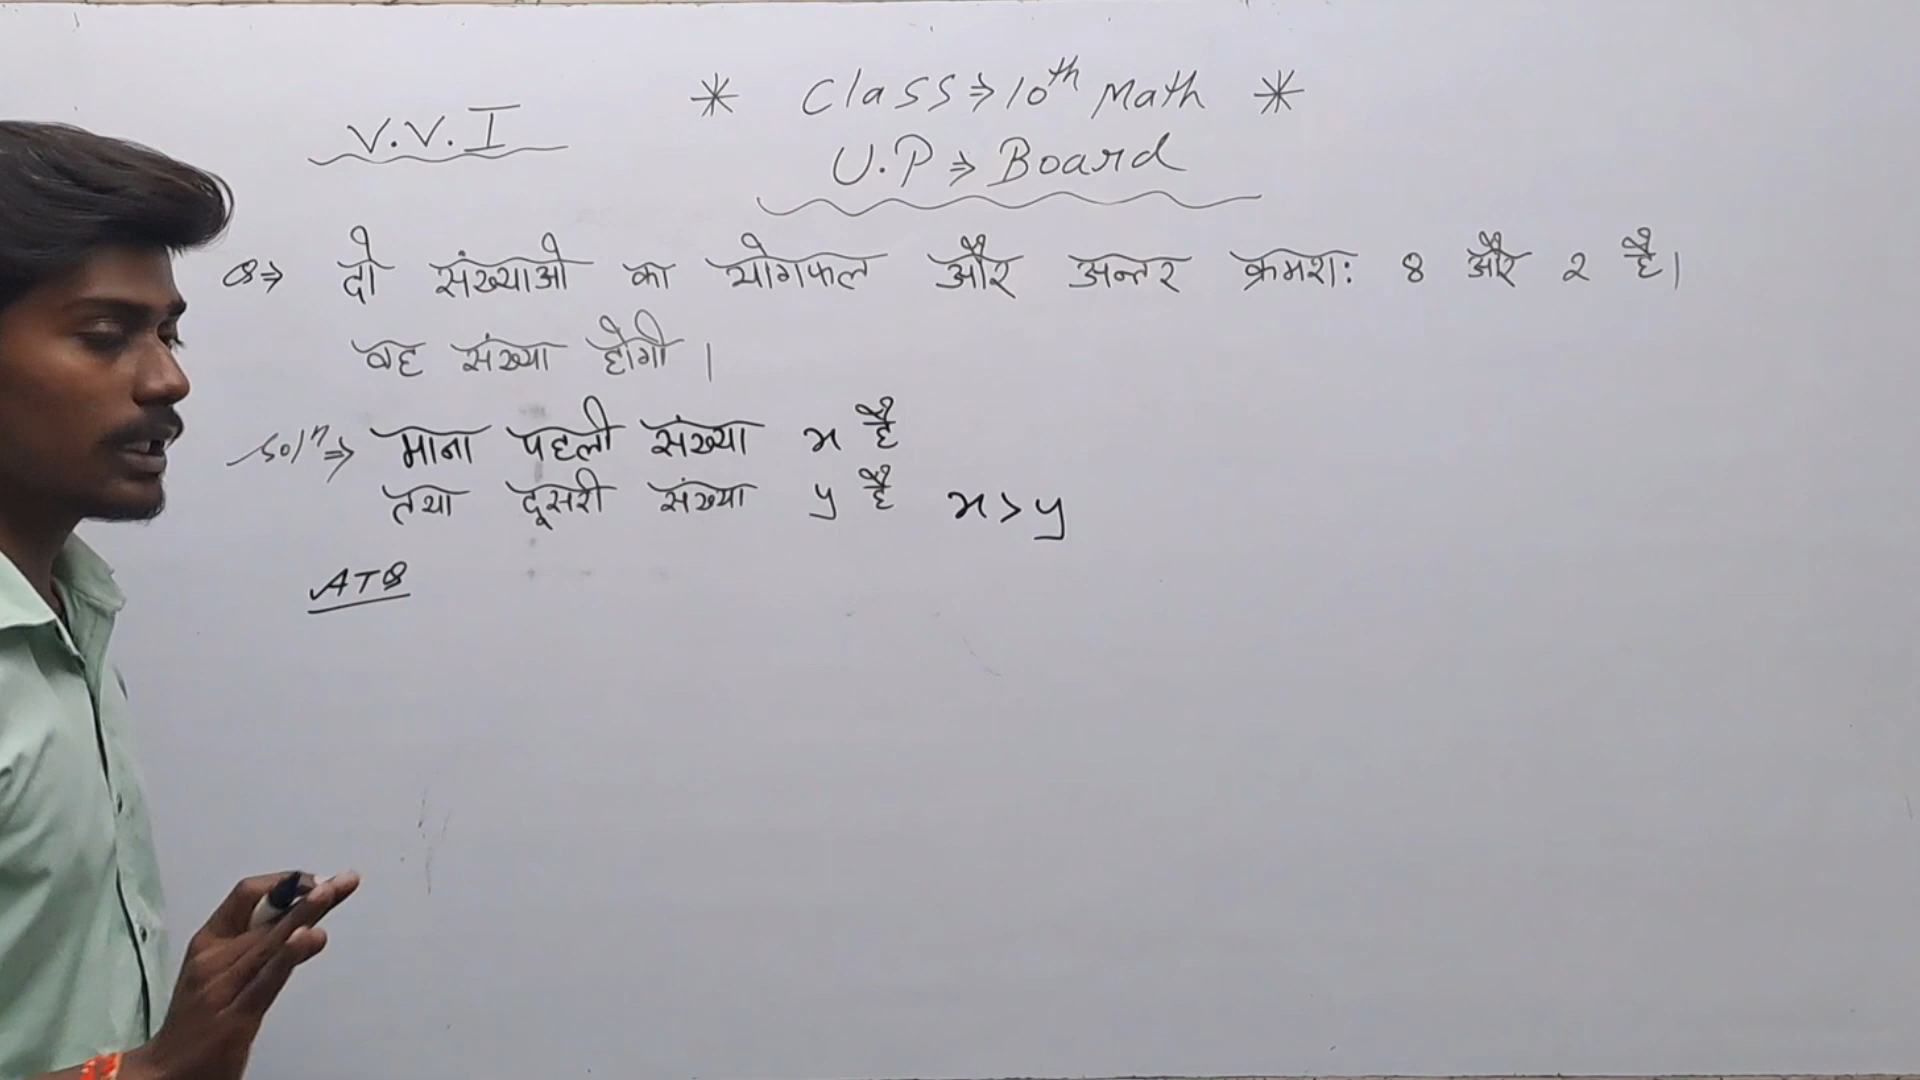 * Class ⇒ 10th Math *
V.V.I
U.P ⇒ Board
Q ⇒ दो संख्याओ का योगफल और अन्तर क्रमश: 8 और 2 है।
वह संख्या होगी।
Solⁿ ⇒ माना पहली संख्या x है
तथा दूसरी संख्या y है x > y
ATQ